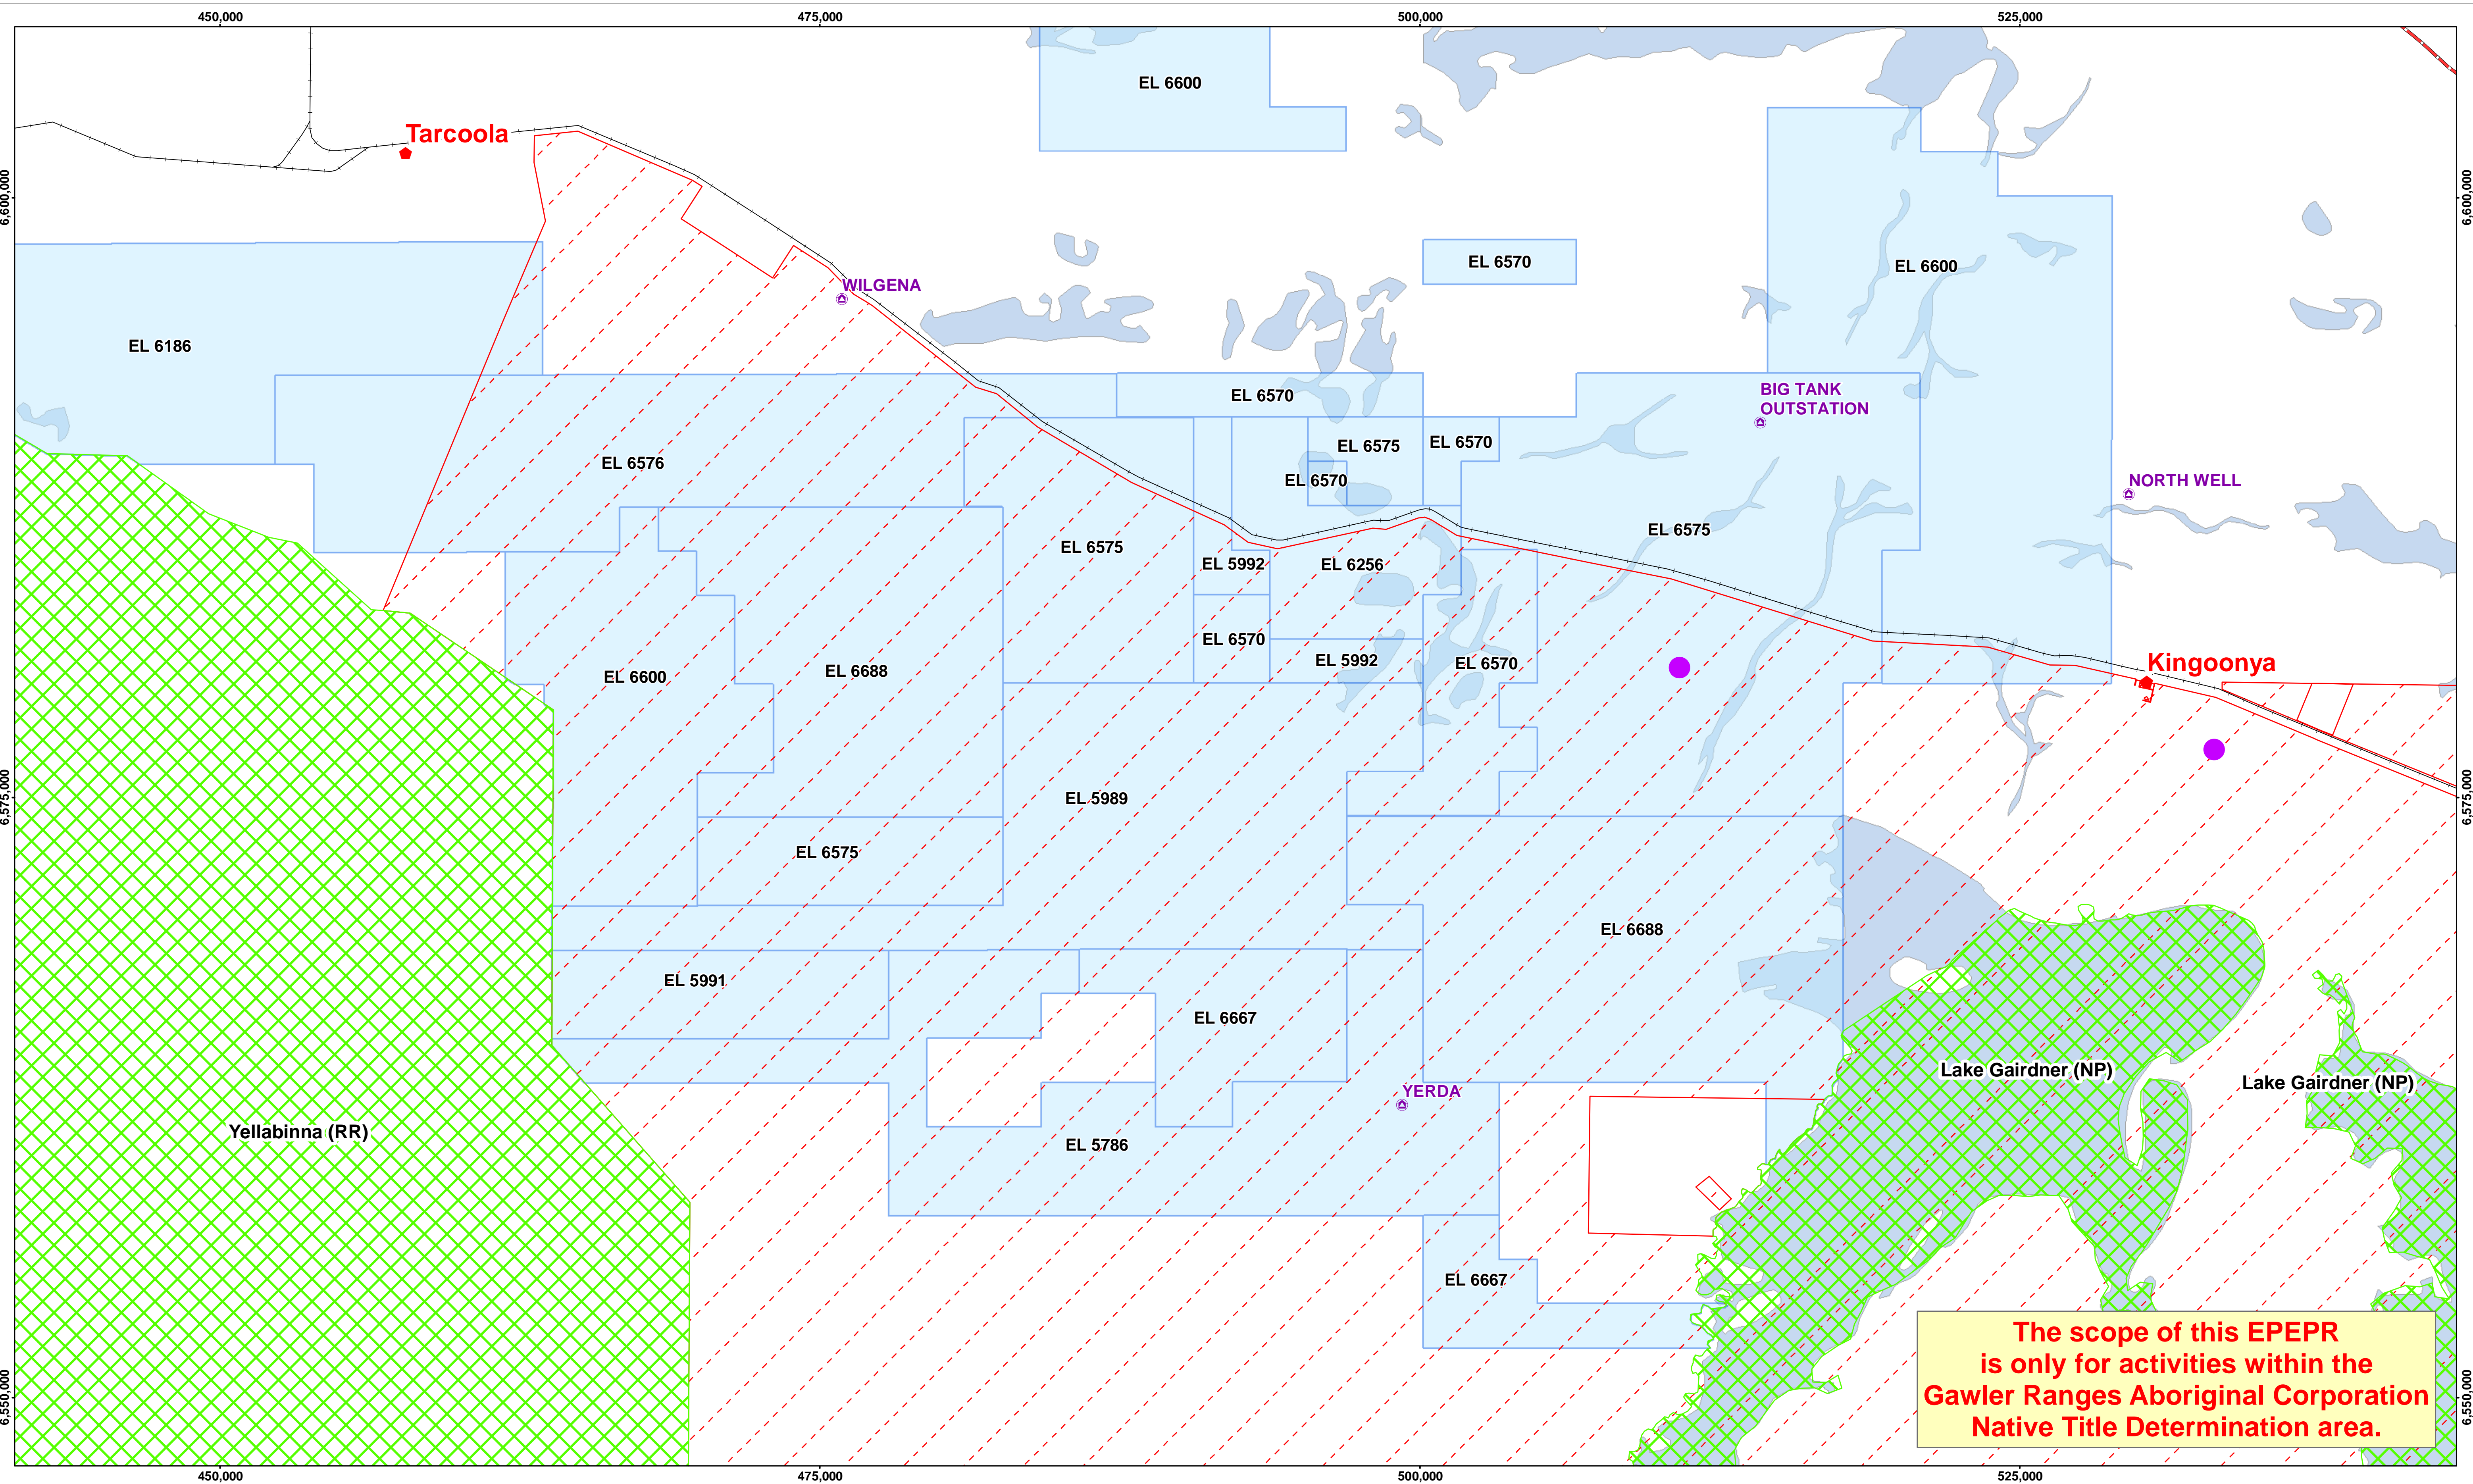 450,000
475,000
500,000
525,000
EL 6600
Tarcoola
6,600,000
6,600,000
EL 6570
EL 6600
WILGENA
EL 6186
EL 6570
BIG TANK
OUTSTATION
EL 6575
EL 6570
EL 6576
EL 6570
NORTH WELL
EL 6575
EL 6575
EL 5992
EL 6256
EL 6570
EL 5992
EL 6570
Kingoonya
EL 6600
EL 6688
6,575,000
EL 5989
6,575,000
EL 6575
EL 6688
EL 5991
EL 6667
Lake Gairdner (NP)
Lake Gairdner (NP)
YERDA
Yellabinna (RR)
EL 5786
EL 6667
The scope of this EPEPR
is only for activities within the
Gawler Ranges Aboriginal Corporation
Native Title Determination area.
6,550,000
6,550,000
450,000
475,000
500,000
525,000